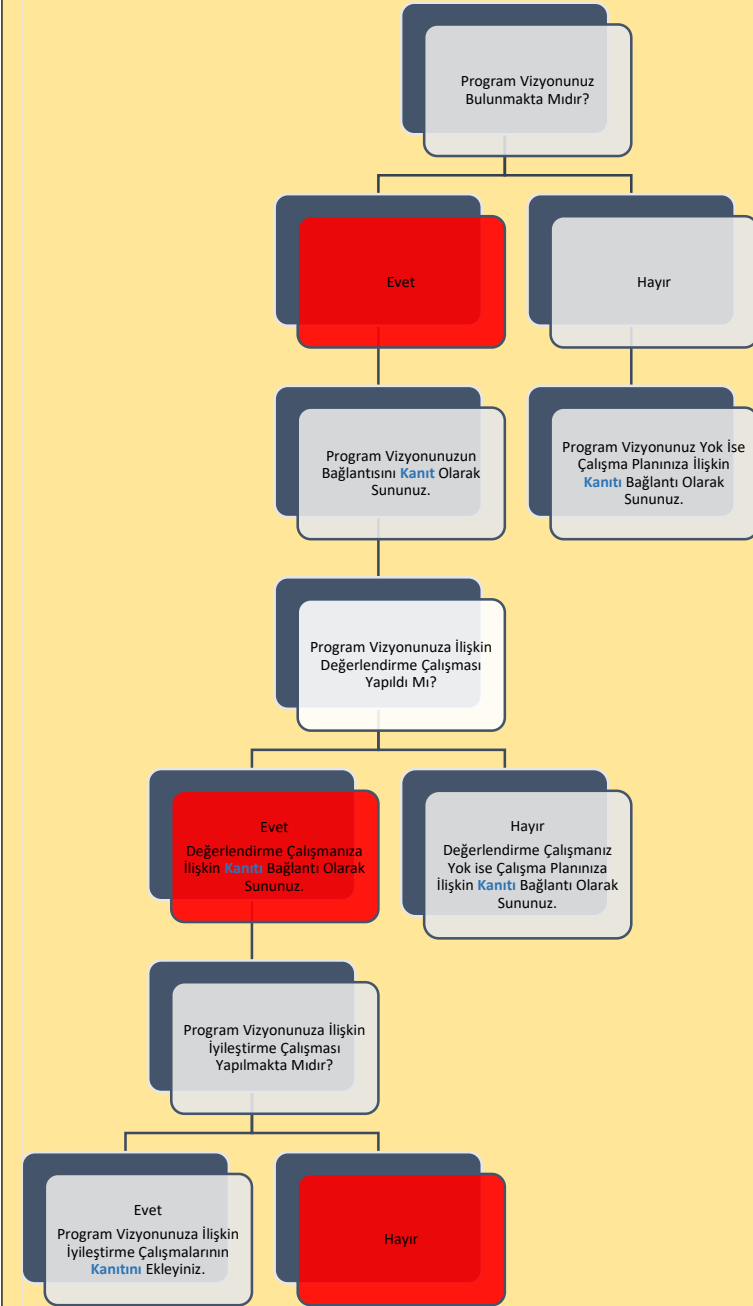 Program Vizyonunuz
Bulunmakta Mıdır?
Evet
Hayır
Program Vizyonunuzun
Bağlantısını Kanıt Olarak
Sununuz.
Program Vizyonunuz Yok İse
Çalışma Planınıza İlişkin
Kanıtı Bağlantı Olarak
Sununuz.
Program Vizyonunuza İlişkin
Değerlendirme Çalışması
Yapıldı Mı?
Evet
Değerlendirme Çalışmanıza
İlişkin Kanıtı Bağlantı Olarak
Sununuz.
Hayır
Değerlendirme Çalışmanız
Yok ise Çalışma Planınıza
İlişkin Kanıtı Bağlantı Olarak
Sununuz.
Program Vizyonunuza İlişkin
İyileştirme Çalışması
Yapılmakta Mıdır?
Evet
Program Vizyonunuza İlişkin
İyileştirme Çalışmalarının
Kanıtını Ekleyiniz.
Hayır